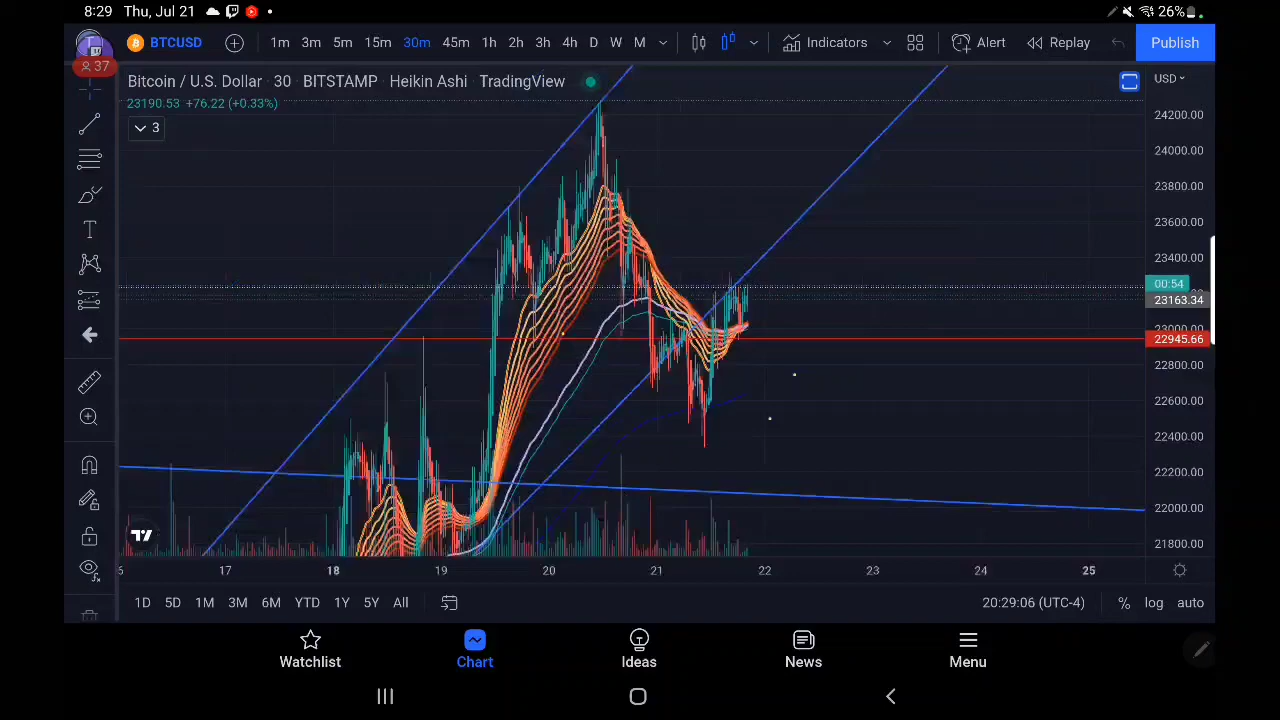 8:29 Thu, Jul 21 26%
BTCUSD 1m 3m 5m 15m 30m 45m 1h 2h 3h 4h D W M Indicators Alert Replay Publish
37
Bitcoin / U.S. Dollar · 30 · BITSTAMP · Heikin Ashi · TradingView USD
23190.53 +76.22 (+0.33%)
3
24200.00
24000.00
23800.00
23600.00
23400.00
00:54
23163.34
23000.00
22945.66
22800.00
22600.00
22400.00
22200.00
22000.00
21800.00
6 17 18 19 20 21 22 23 24 25
1D 5D 1M 3M 6M YTD 1Y 5Y All 20:29:06 (UTC-4) % log auto
Watchlist Chart Ideas News Menu